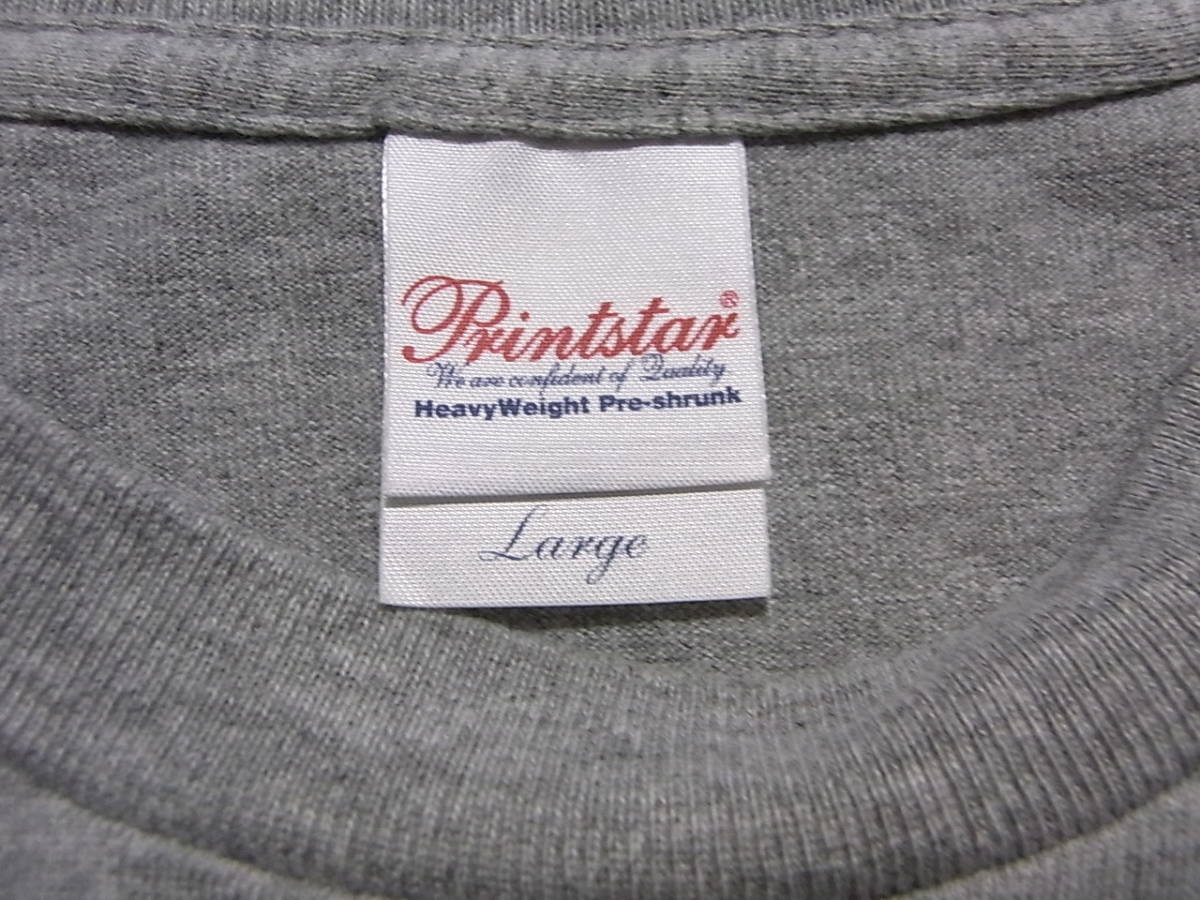 Printstar®
We are confident of Quality
HeavyWeight Pre-shrunk
Large